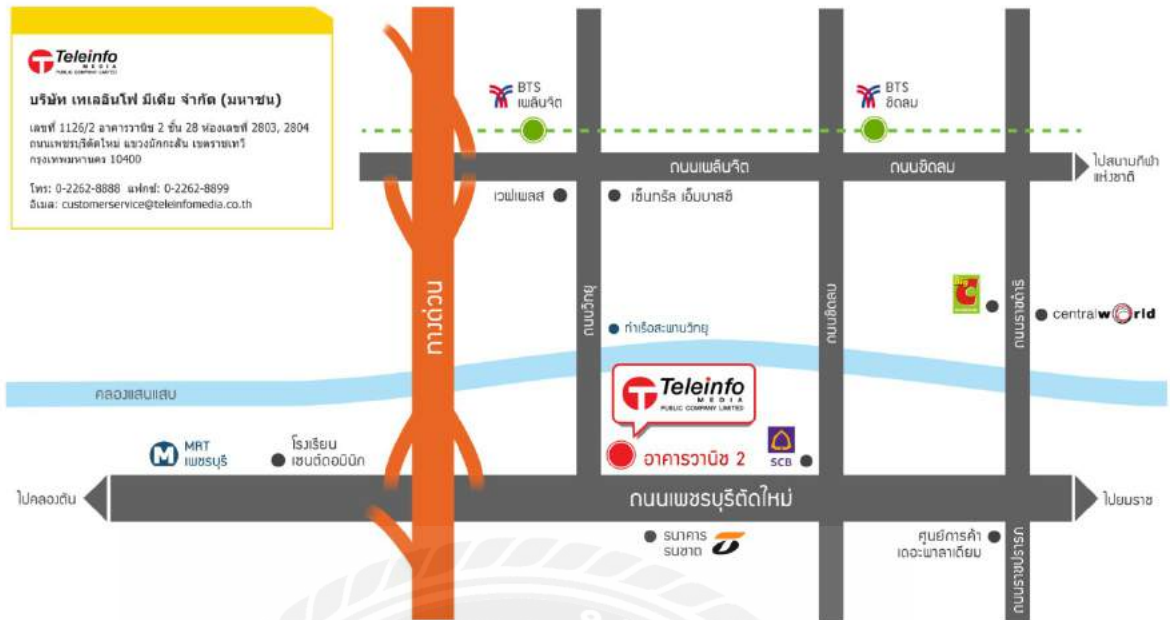 Teleinfo
MEDIA
PUBLIC COMPANY LIMITED
บริษัท เทเลอินโฟ มีเดีย จำกัด (มหาชน)
เลขที่ 1126/2 อาคารวานิช 2 ชั้น 28 ห้องเลขที่ 2803, 2804
ถนนเพชรบุรีตัดใหม่ แขวงมักกะสัน เขตราชเทวี
กรุงเทพมหานคร 10400
โทร: 0-2262-8888 แฟกซ์: 0-2262-8899
อีเมล: customerservice@teleinfomedia.co.th
BTS
เพลินจิต
BTS
ชิดลม
ถนนเพลินจิต
ถนนชิดลม
ไปสนามกีฬา
แห่งชาติ
เวฟเพลส
เซ็นทรัล เอ็มบาสซี
ทางด่วน
ถนนวิทยุ
ถนนชิดลม
ถนนราชดำริ
Big
C
centralw rld
ท่าเรือสะพานวิทยุ
คลองแสนแสบ
Teleinfo
MEDIA
PUBLIC COMPANY LIMITED
M
MRT
เพชรบุรี
โรงเรียน
เซนต์ดอมินิก
อาคารวานิช 2
SCB
ไปคลองตัน
ถนนเพชรบุรีตัดใหม่
ไปยมราช
ธนาคาร
ธนชาต
ศูนย์การค้า
เดอะพาลาเดียม
ถนนราชปรารภ